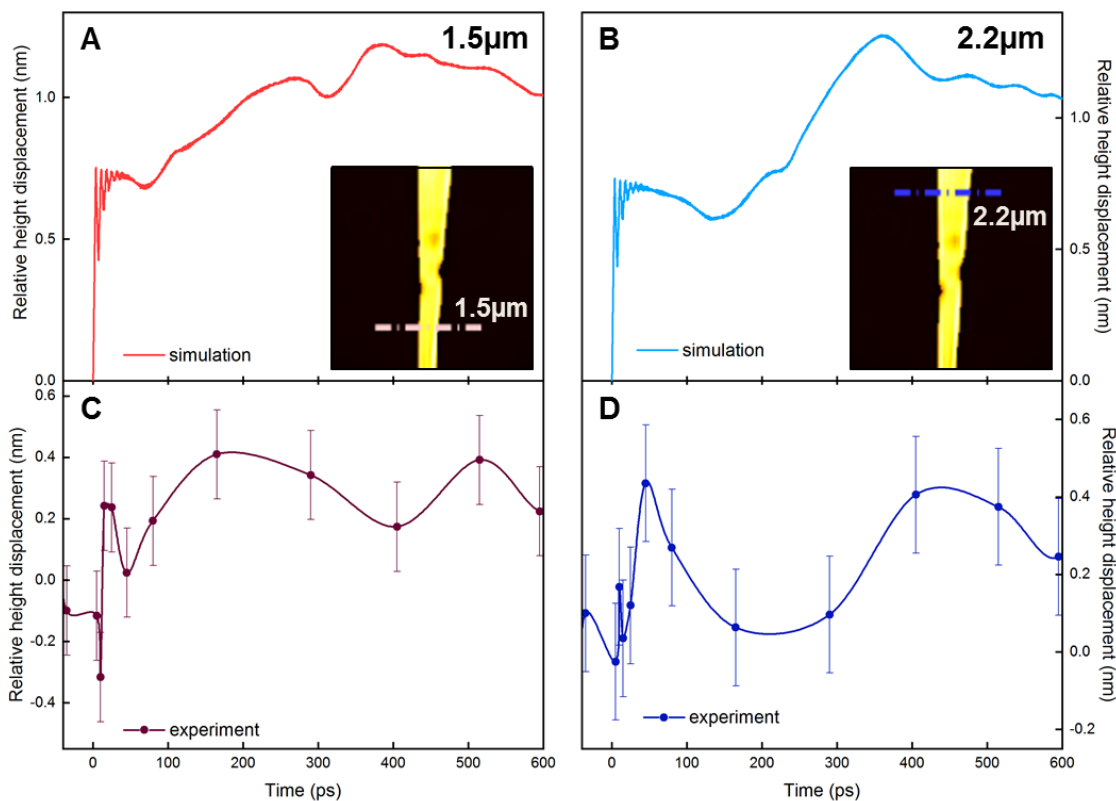 A
1.5µm
Relative height displacement (nm)
1.0
0.5
0.0
1.5µm
simulation
B
2.2µm
Relative height displacement (nm)
1.0
0.5
0.0
2.2µm
simulation
C
Relative height displacement (nm)
0.6
0.4
0.2
0.0
-0.2
-0.4
experiment
0
100
200
300
400
500
600
Time (ps)
D
Relative height displacement (nm)
0.6
0.4
0.2
0.0
-0.2
experiment
0
100
200
300
400
500
600
Time (ps)